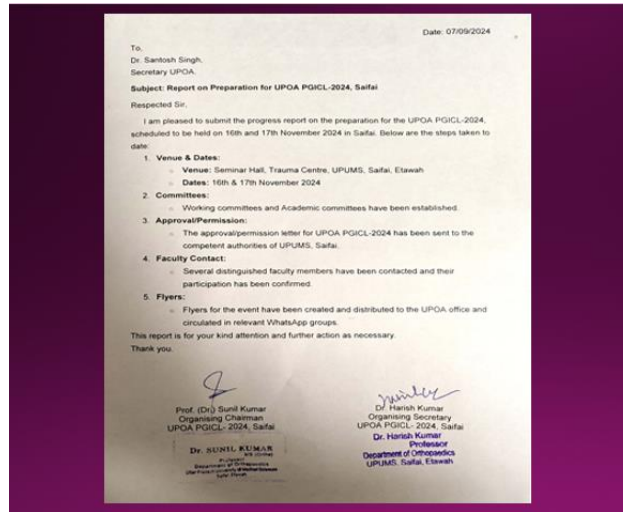 Date: 07/09/2024
To,
Dr. Santosh Singh,
Secretary UPOA.
Subject: Report on Preparation for UPOA PGICL-2024, Saifai
Respected Sir,
I am pleased to submit the progress report on the preparation for the UPOA PGICL-2024,
scheduled to be held on 16th and 17th November 2024 in Saifai. Below are the steps taken to
date:
1. Venue & Dates:
Venue: Seminar Hall, Trauma Centre, UPUMS, Saifai, Etawah
Dates: 16th & 17th November 2024
2. Committees:
Working committees and Academic committees have been established.
3. Approval/Permission:
The approval/permission letter for UPOA PGICL-2024 has been sent to the
competent authorities of UPUMS, Saifai.
4. Faculty Contact:
Several distinguished faculty members have been contacted and their
participation has been confirmed.
5. Flyers:
Flyers for the event have been created and distributed to the UPOA office and
circulated in relevant WhatsApp groups.
This report is for your kind attention and further action as necessary.
Thank you.
Prof. (Dr.) Sunil Kumar
Organising Chairman
UPOA PGICL- 2024, Saifai
Dr. SUNIL KUMAR
MS (Ortho)
Professor
Department of Orthopaedics
Dr. Harish Kumar
Organising Secretary
UPOA PGICL- 2024, Saifai
Dr. Harish Kumar
Professor
Department of Orthopaedics
UPUMS, Saifai, Etawah